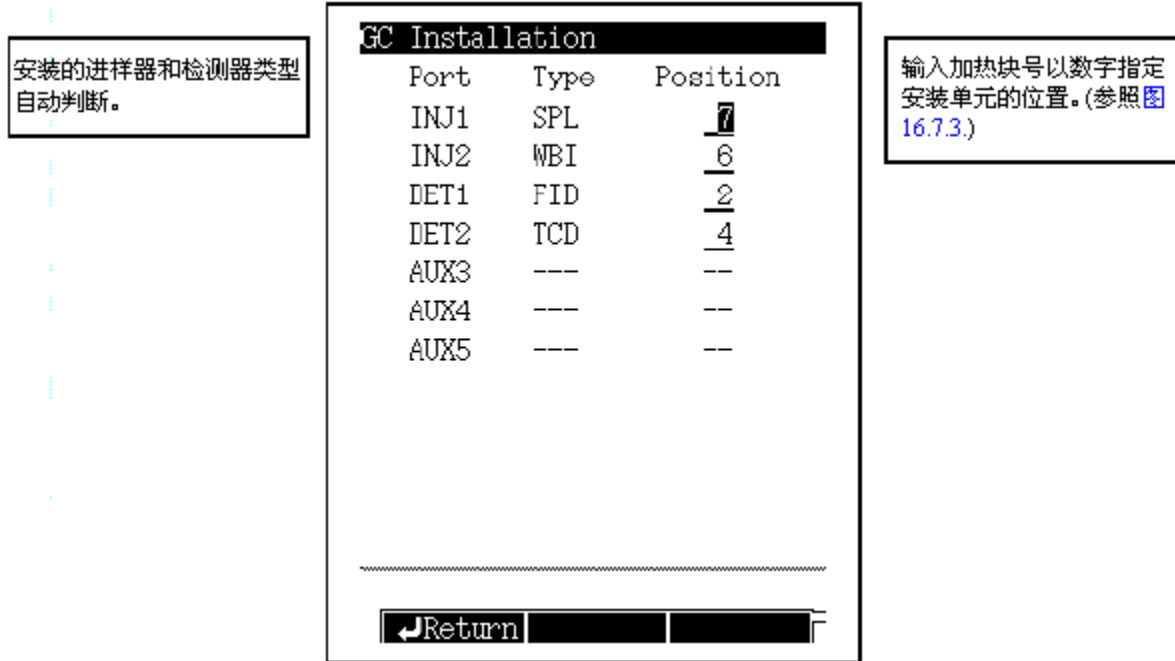 安装的进样器和检测器类型
自动判断。
GC Installation
Port Type Position
INJ1 SPL 7
INJ2 WBI 6
DET1 FID 2
DET2 TCD 4
AUX3 --- --
AUX4 --- --
AUX5 --- --
↵Return
输入加热块号以数字指定
安装单元的位置。(参照图
16.7.3.)